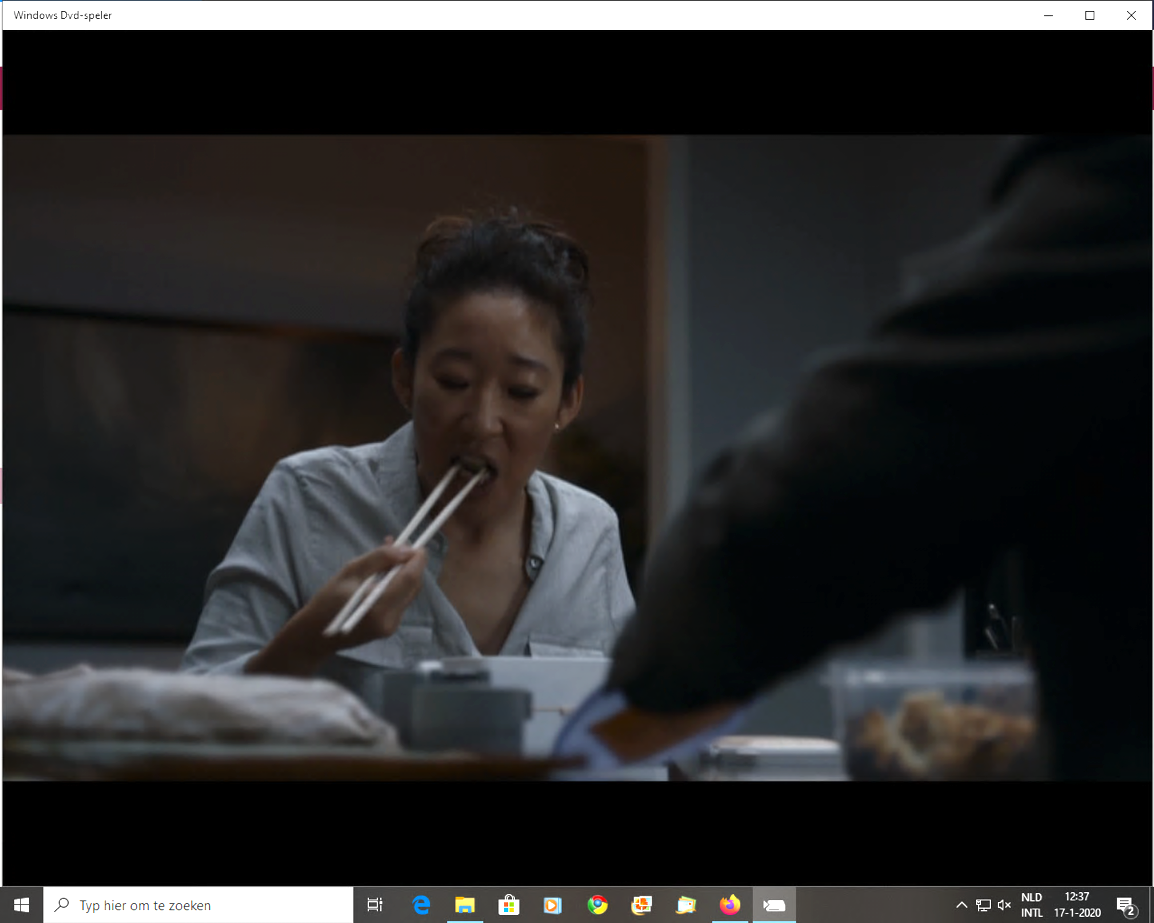 Windows Dvd-speler
Typ hier om te zoeken
NLD
INTL
12:37
17-1-2020
2